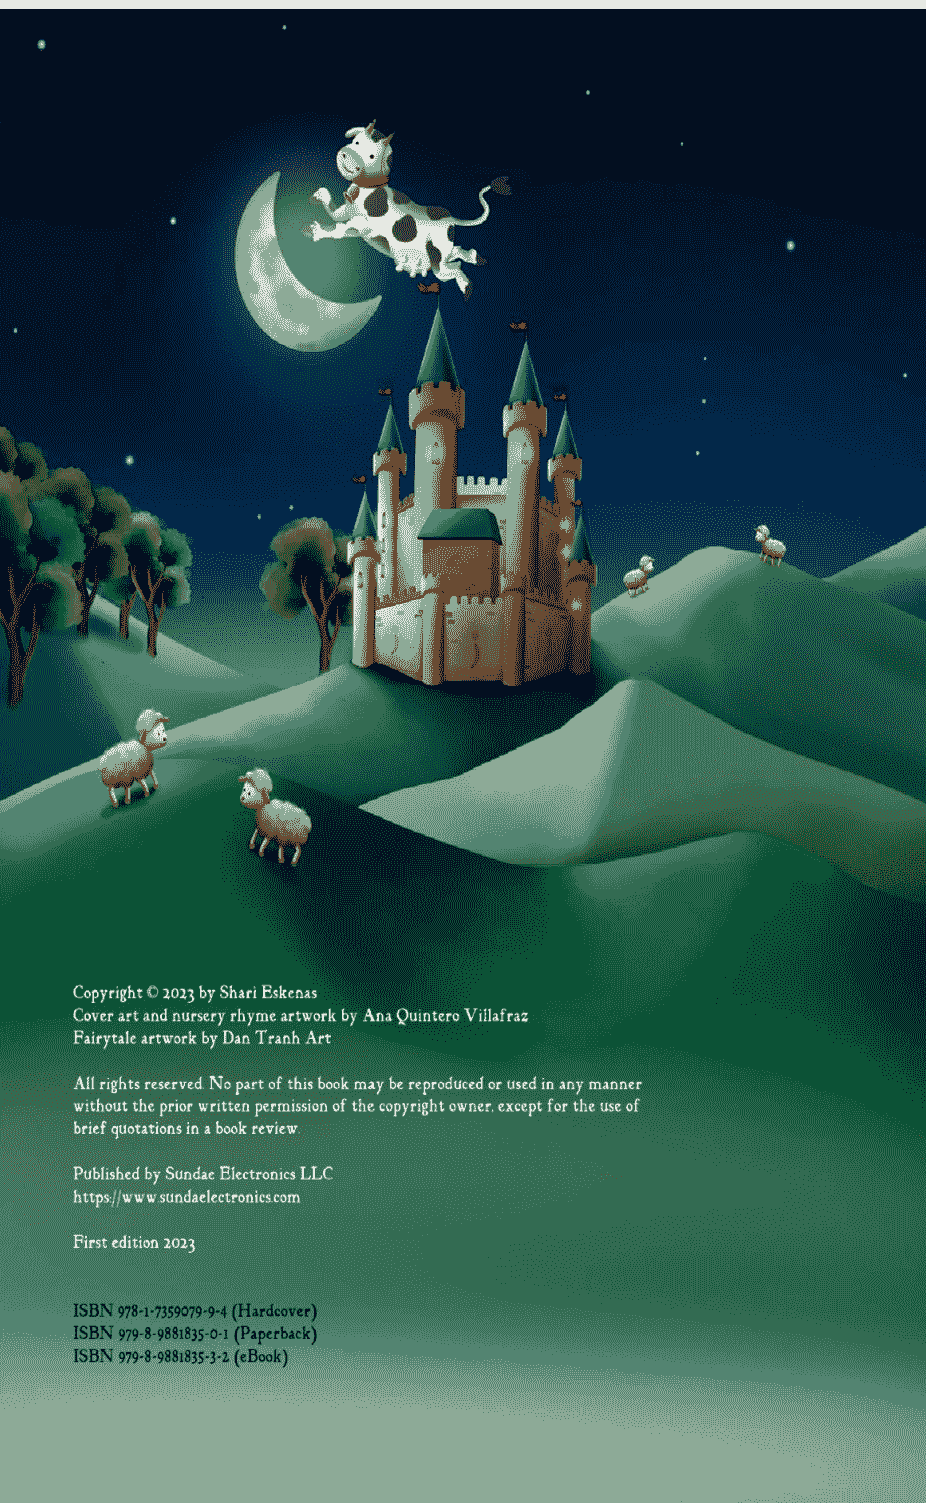 Copyright © 2023 by Shari Eskenas
Cover art and nursery rhyme artwork by Ana Quintero Villafraz
Fairytale artwork by Dan Tranh Art
All rights reserved. No part of this book may be reproduced or used in any manner
without the prior written permission of the copyright owner, except for the use of
brief quotations in a book review.
Published by Sundae Electronics LLC
https://www.sundaelectronics.com
First edition 2023
ISBN 978-1-7359079-9-4 (Hardcover)
ISBN 979-8-9881835-0-1 (Paperback)
ISBN 979-8-9881835-3-2 (eBook)